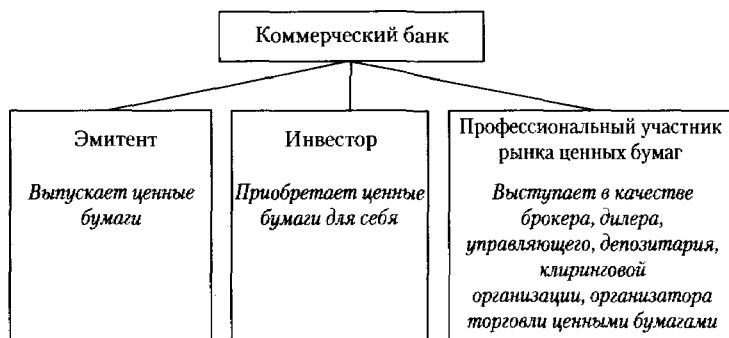 Коммерческий банк
Эмитент
Выпускает ценные
бумаги
Инвестор
Приобретает ценные
бумаги для себя
Профессиональный участник
рынка ценных бумаг
Выступает в качестве
брокера, дилера,
управляющего, депозитария,
клиринговой
организации, организатора
торговли ценными бумагами